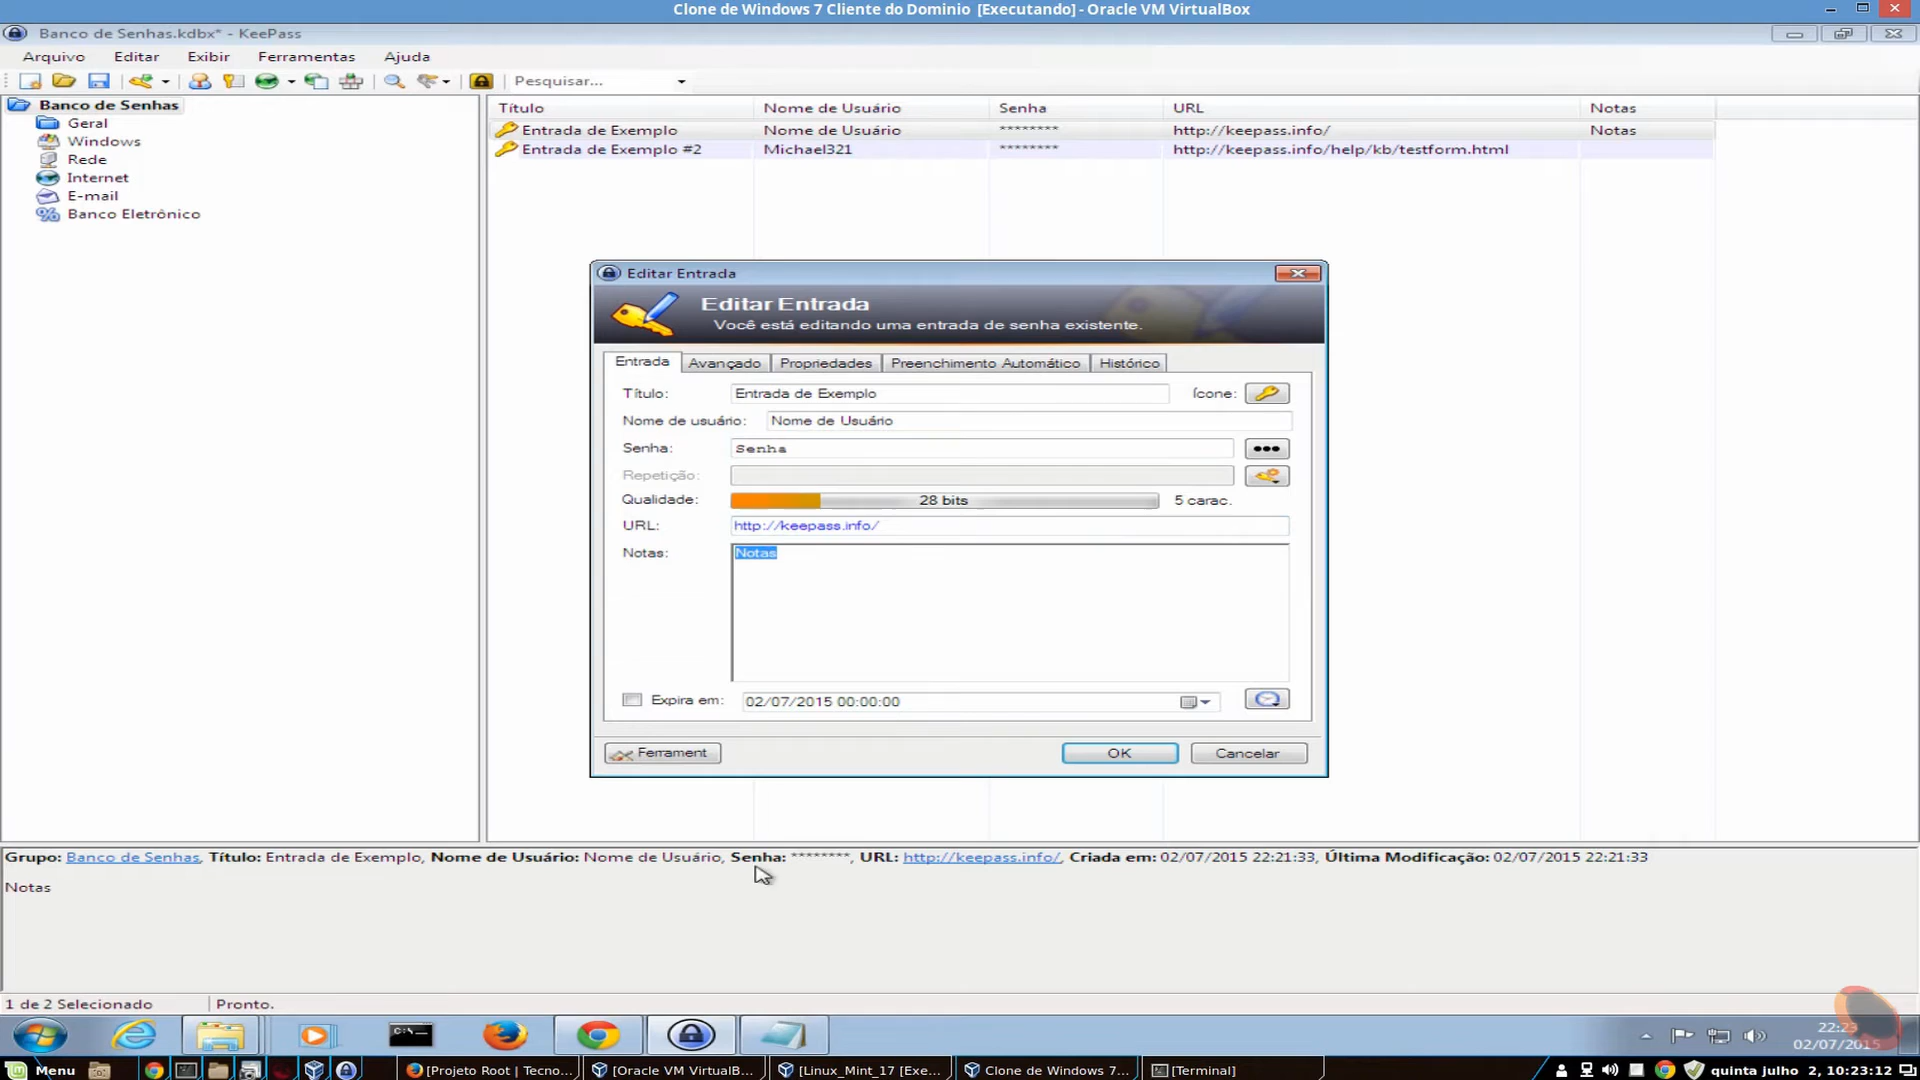 Clone de Windows 7 Cliente do Dominio [Executando] - Oracle VM VirtualBox
Banco de Senhas.kdbx* - KeePass
Arquivo Editar Exibir Ferramentas Ajuda
Pesquisar...
Banco de Senhas
Geral
Windows
Rede
Internet
E-mail
Banco Eletrônico
Título Nome de Usuário Senha URL Notas
Entrada de Exemplo Nome de Usuário ******** http://keepass.info/ Notas
Entrada de Exemplo #2 Michael321 ******** http://keepass.info/help/kb/testform.html
Editar Entrada
Editar Entrada
Você está editando uma entrada de senha existente.
Entrada Avançado Propriedades Preenchimento Automático Histórico
Título: Entrada de Exemplo Ícone:
Nome de usuário: Nome de Usuário
Senha: Senha
Repetição:
Qualidade: 28 bits 5 carac.
URL: http://keepass.info/
Notas: Notas
Expira em: 02/07/2015 00:00:00
Ferrament OK Cancelar
Grupo: Banco de Senhas, Título: Entrada de Exemplo, Nome de Usuário: Nome de Usuário, Senha: ********, URL: http://keepass.info/, Criada em: 02/07/2015 22:21:33, Última Modificação: 02/07/2015 22:21:33
Notas
1 de 2 Selecionado Pronto.
C:\
22:23
02/07/2015
Menu [Projeto Root | Tecno... [Oracle VM VirtualB... [Linux_Mint_17 [Exe... Clone de Windows 7... [Terminal] quinta julho 2, 10:23:12